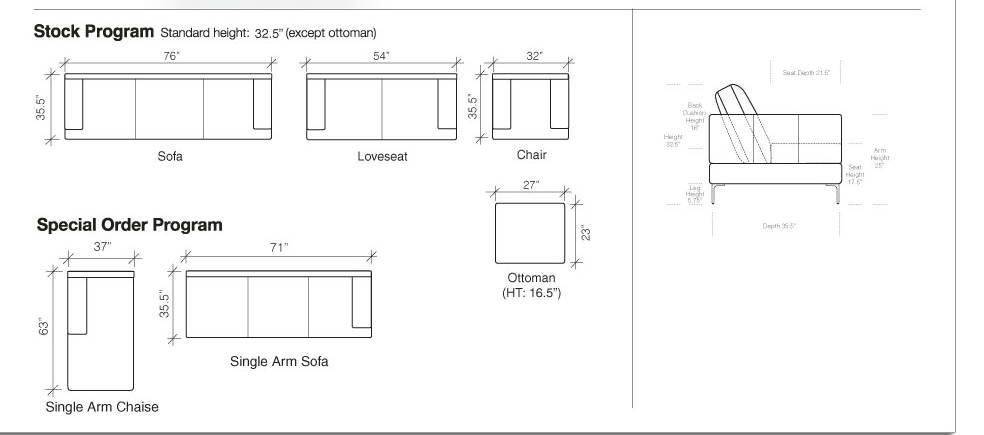 Stock Program Standard height: 32.5" (except ottoman)
76"
54"
32"
35.5"
35.5"
Sofa
Loveseat
Chair
27"
23"
Ottoman
(HT: 16.5")
Special Order Program
37"
71"
63"
35.5"
Single Arm Sofa
Single Arm Chaise
Seat Depth 21.5"
Back
Cushion
Height
16"
Height
32.5"
Arm
Height
25"
Seat
Height
17.5"
Leg
Height
5.75"
Depth 35.5"